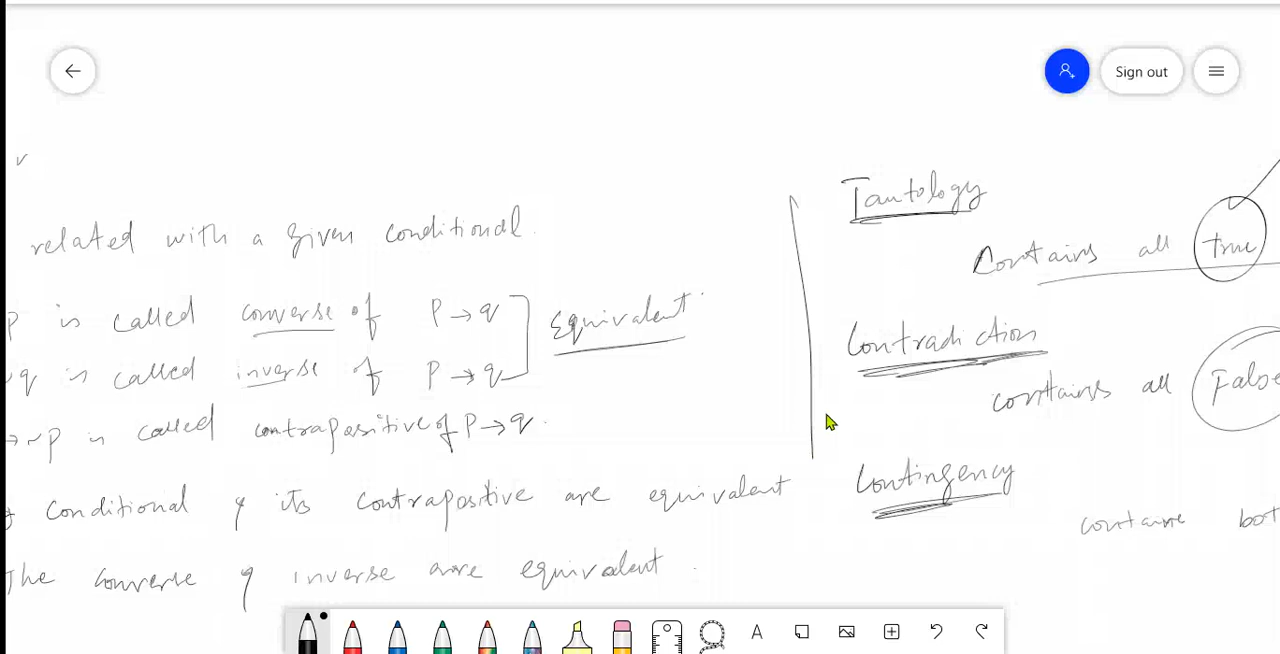 Sign out
related with a given conditional.
p is called converse of P → q
Equivalent
~q is called inverse of P → q
→ ~p is called contrapositive of P → q.
conditional & its contrapositive are equivalent
The converse & inverse are equivalent.
Tautology
Contains all true
Contradiction
contains all False
Contingency
contains bot
A